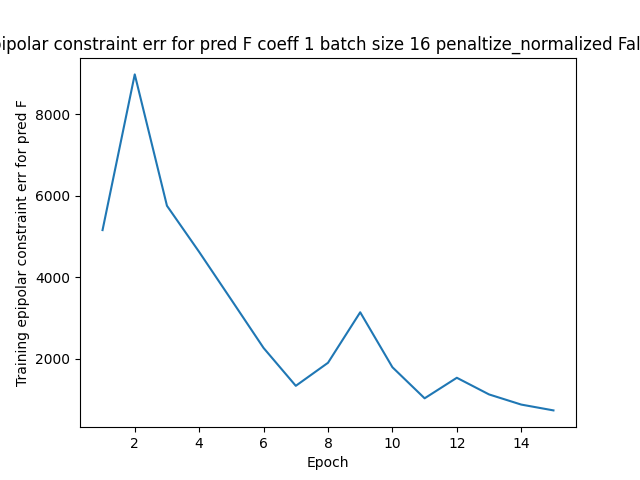 ipolar constraint err for pred F coeff 1 batch size 16 penaltize_normalized Fal
Training epipolar constraint err for pred F
8000
6000
4000
2000
2 4 6 8 10 12 14
Epoch